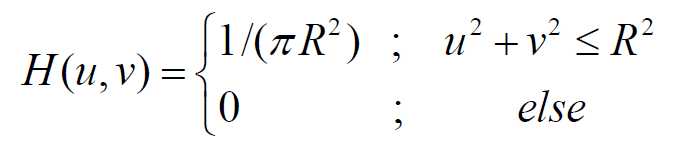 H(u,v) = { 1/(πR²) ; u² + v² ≤ R²
0 ; else